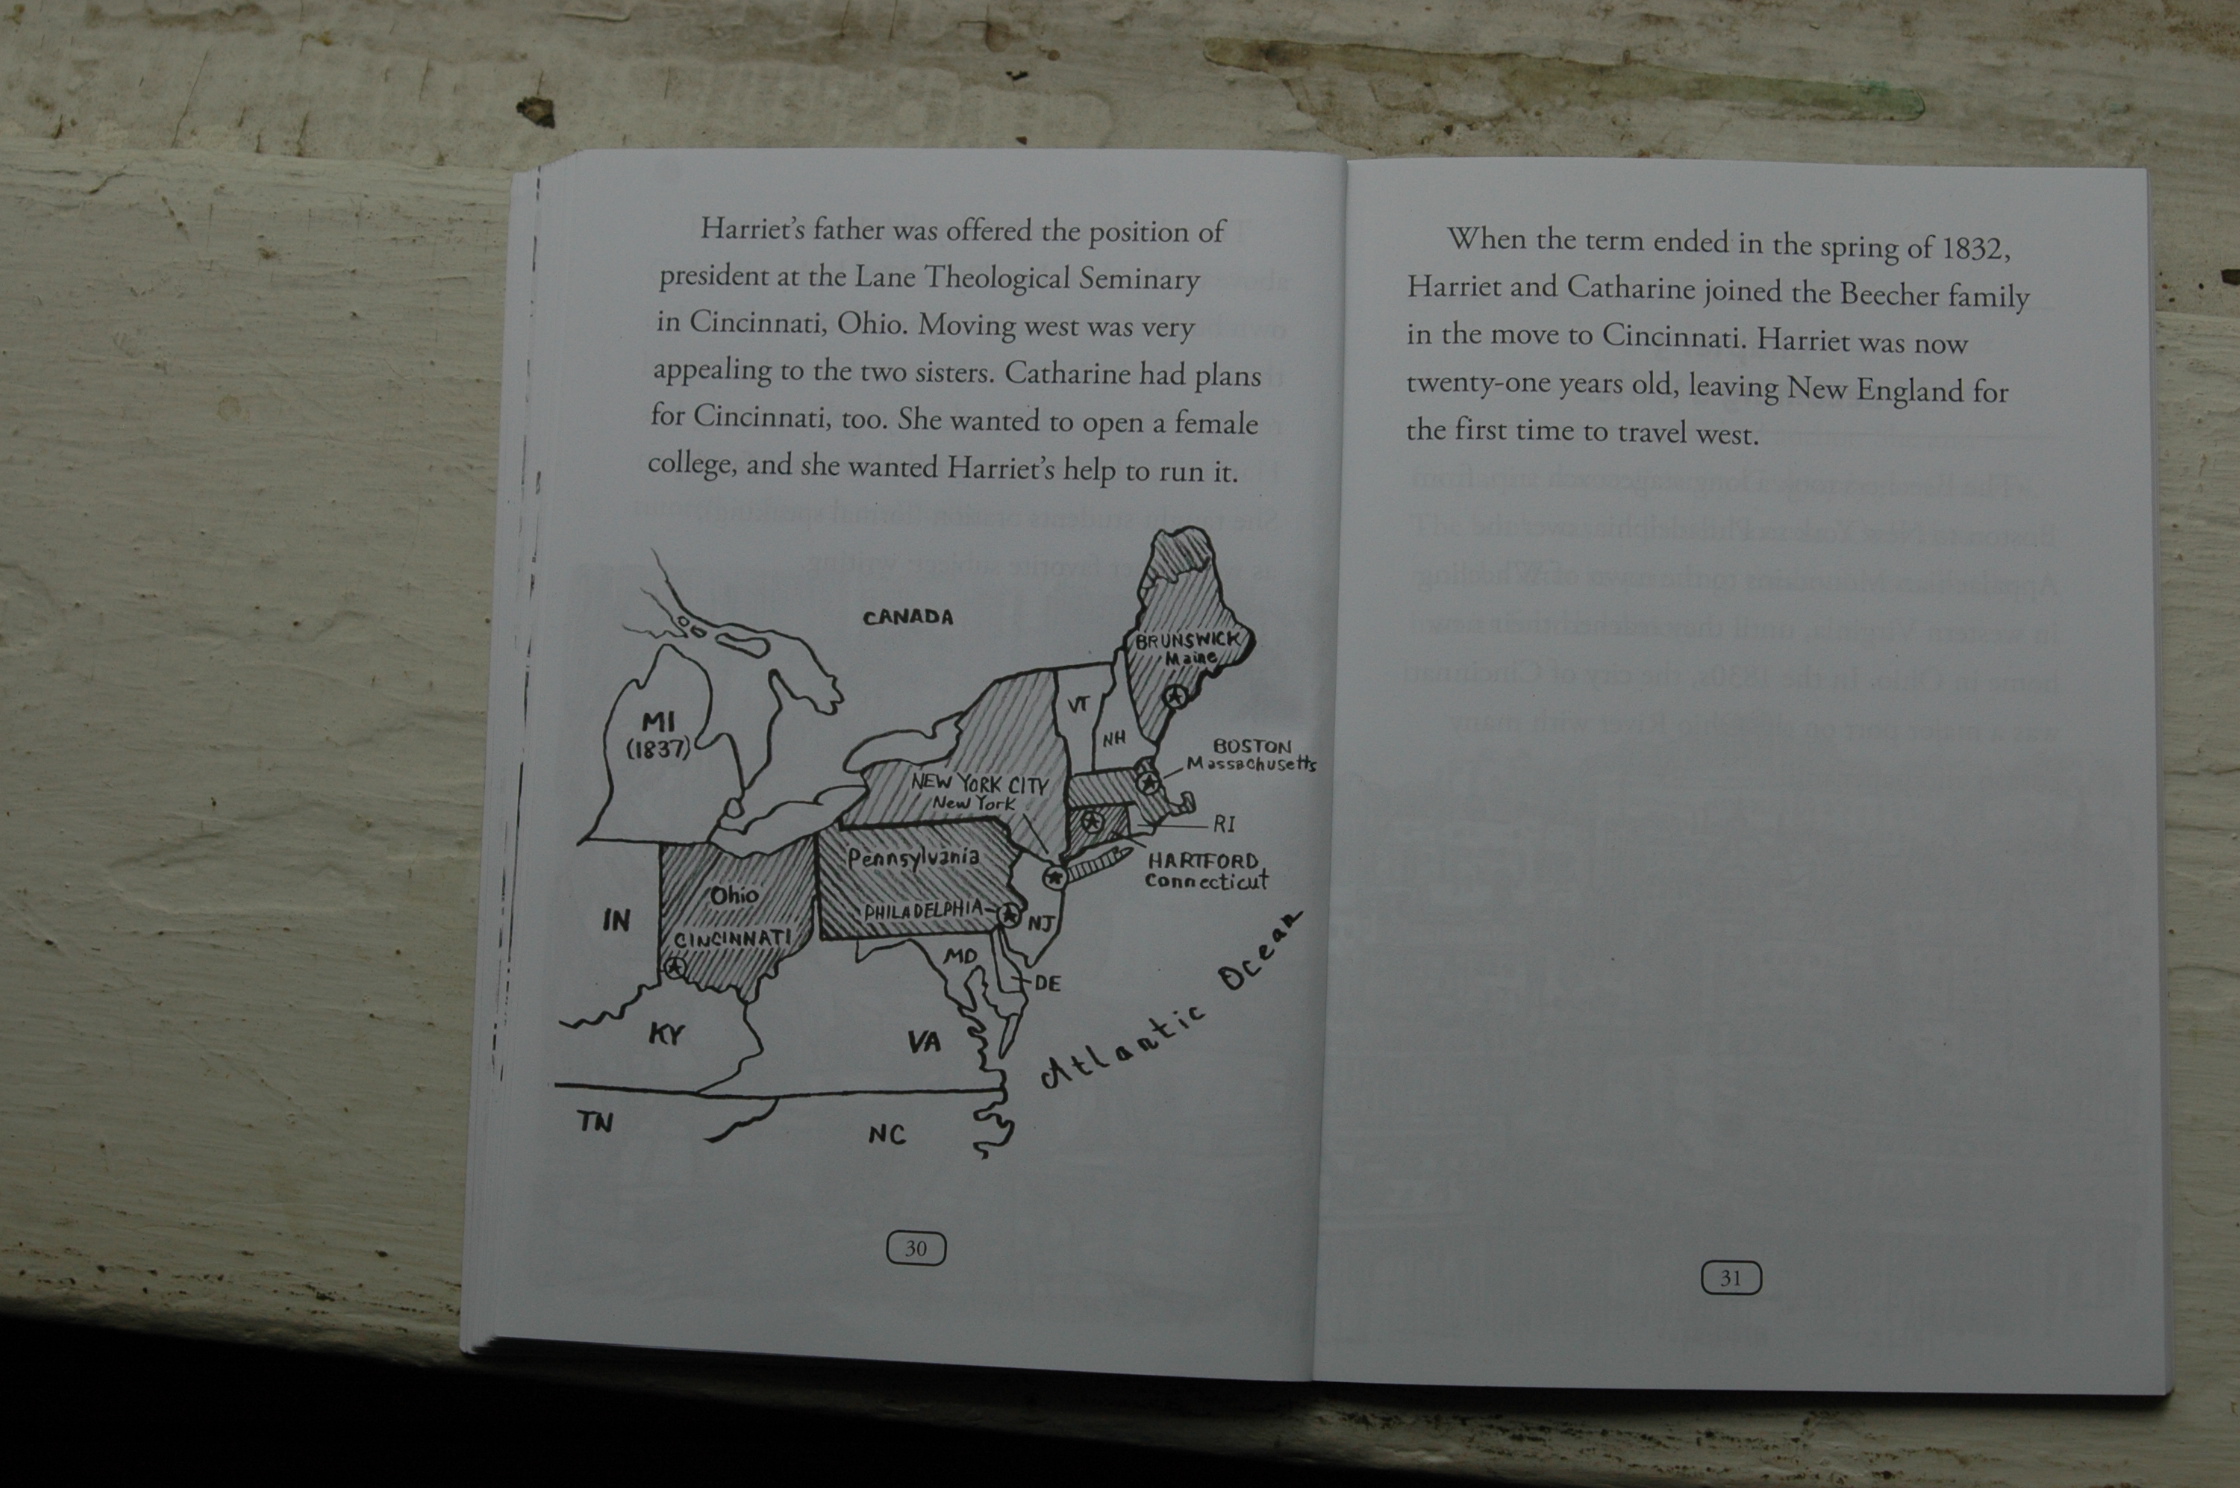 Harriet's father was offered the position of
president at the Lane Theological Seminary
in Cincinnati, Ohio. Moving west was very
appealing to the two sisters. Catharine had plans
for Cincinnati, too. She wanted to open a female
college, and she wanted Harriet's help to run it.
CANADA
BRUNSWICK
Maine
MI
(1837)
VT
NH
BOSTON
Massachusetts
NEW YORK CITY
New York
RI
HARTFORD
Connecticut
Pennsylvania
PHILADELPHIA
NJ
Ohio
CINCINNATI
IN
MD
DE
KY
VA
Atlantic Ocean
TN
NC
30
When the term ended in the spring of 1832,
Harriet and Catharine joined the Beecher family
in the move to Cincinnati. Harriet was now
twenty-one years old, leaving New England for
the first time to travel west.
31